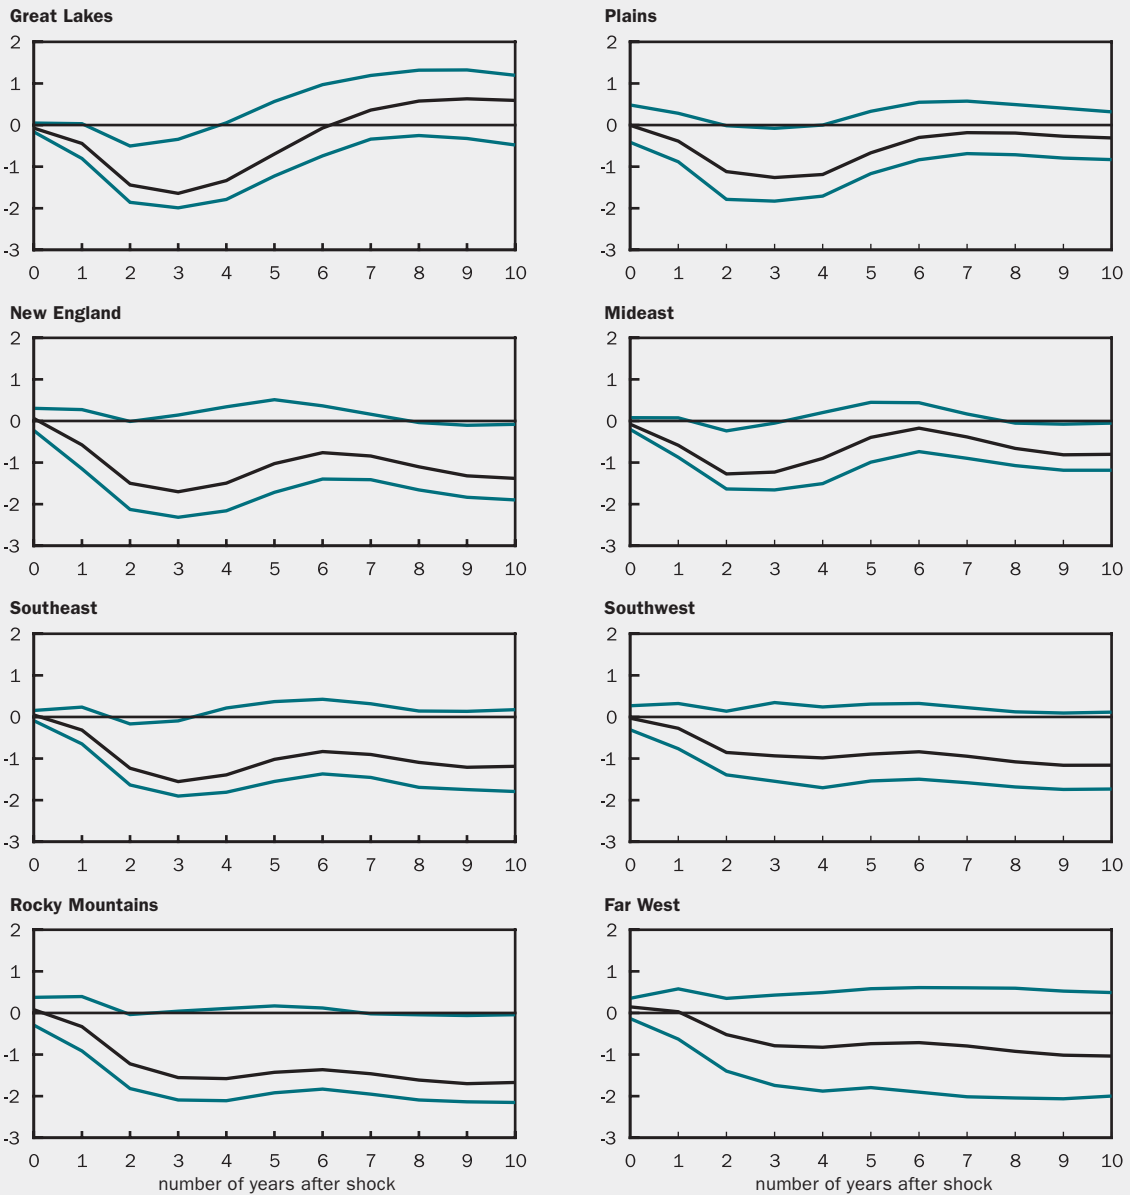 Great Lakes
2
1
0
-1
-2
-3
0 1 2 3 4 5 6 7 8 9 10
Plains
2
1
0
-1
-2
-3
0 1 2 3 4 5 6 7 8 9 10
New England
2
1
0
-1
-2
-3
0 1 2 3 4 5 6 7 8 9 10
Mideast
2
1
0
-1
-2
-3
0 1 2 3 4 5 6 7 8 9 10
Southeast
2
1
0
-1
-2
-3
0 1 2 3 4 5 6 7 8 9 10
Southwest
2
1
0
-1
-2
-3
0 1 2 3 4 5 6 7 8 9 10
Rocky Mountains
2
1
0
-1
-2
-3
0 1 2 3 4 5 6 7 8 9 10
number of years after shock
Far West
2
1
0
-1
-2
-3
0 1 2 3 4 5 6 7 8 9 10
number of years after shock